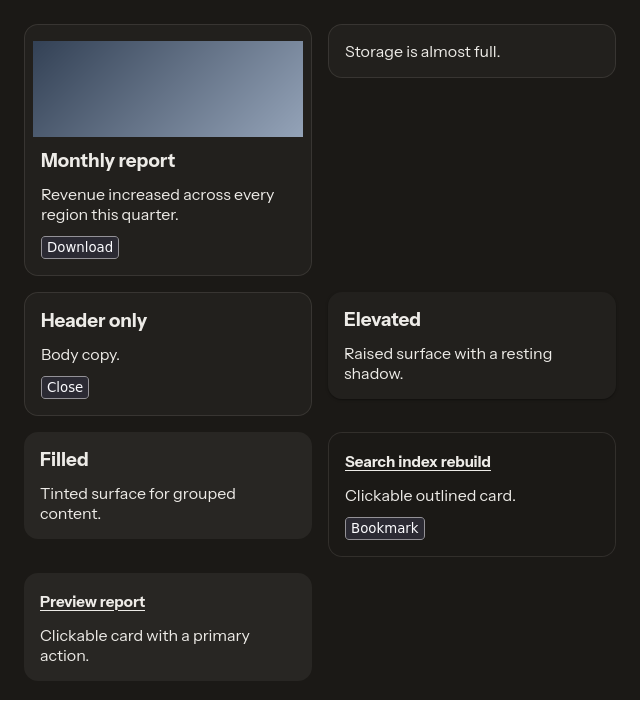 Monthly report
Revenue increased across every
region this quarter.
Download
Storage is almost full.
Header only
Body copy.
Close
Elevated
Raised surface with a resting
shadow.
Filled
Tinted surface for grouped
content.
Search index rebuild
Clickable outlined card.
Bookmark
Preview report
Clickable card with a primary
action.